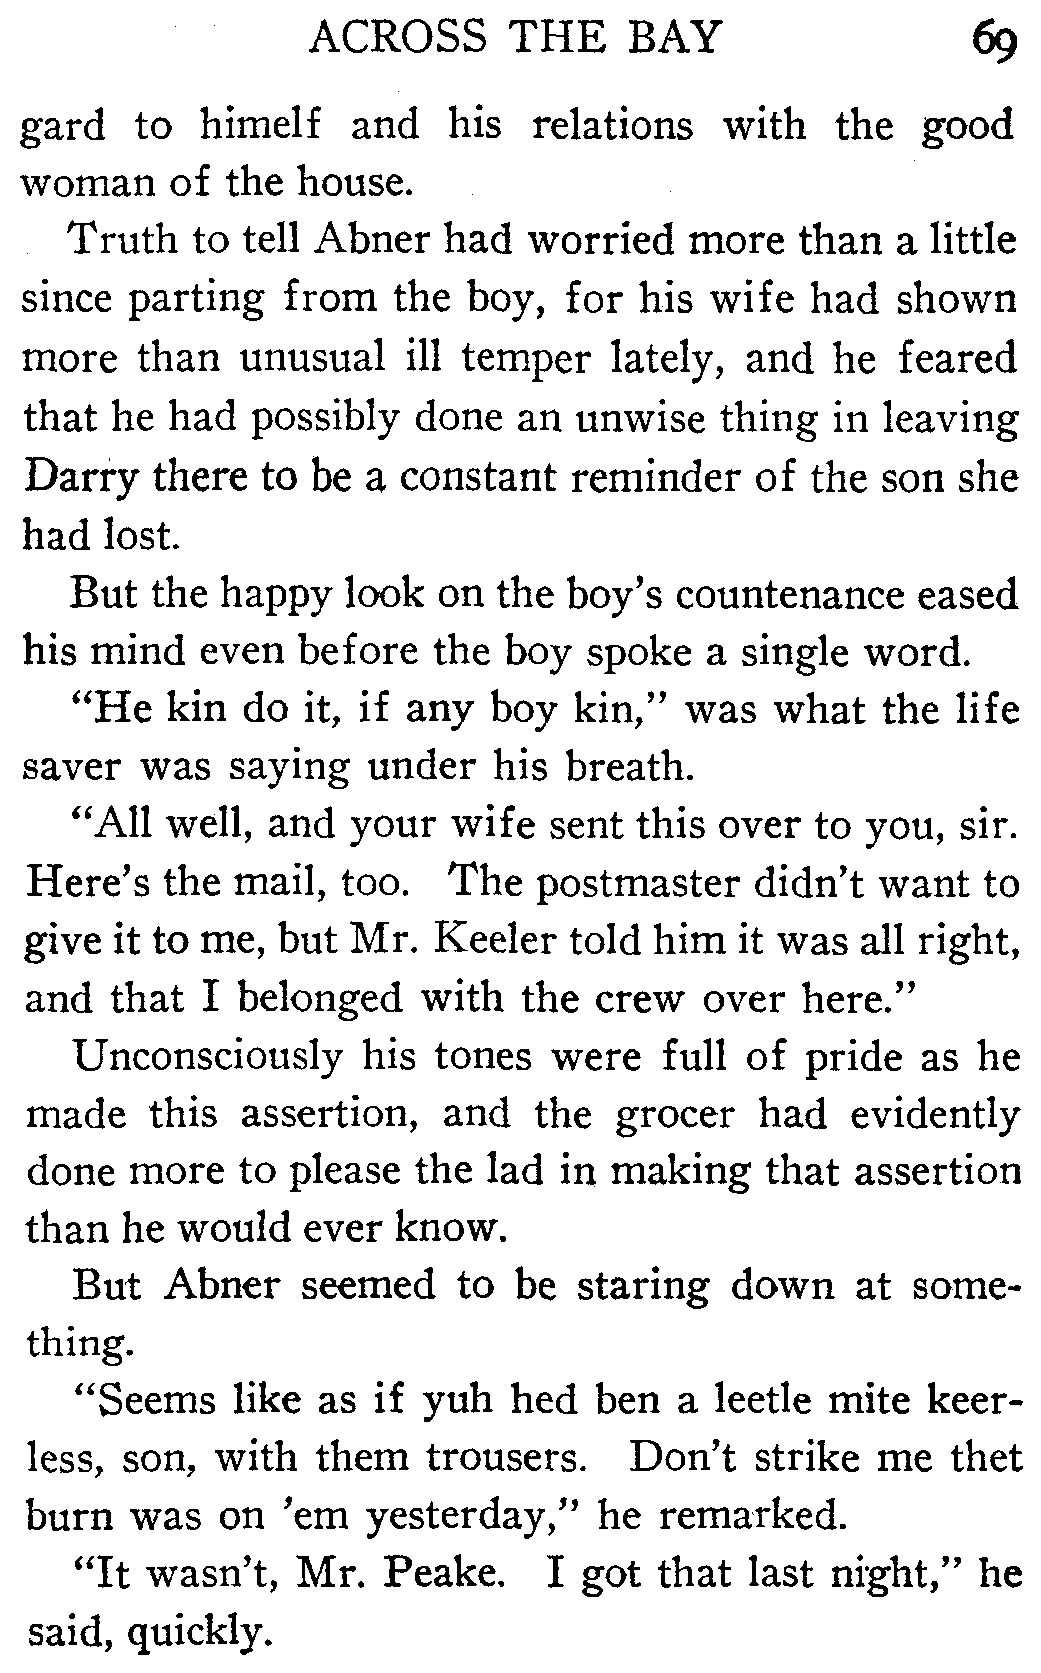 ACROSS THE BAY 69
gard to himelf and his relations with the good
woman of the house.
Truth to tell Abner had worried more than a little
since parting from the boy, for his wife had shown
more than unusual ill temper lately, and he feared
that he had possibly done an unwise thing in leaving
Darry there to be a constant reminder of the son she
had lost.
But the happy look on the boy's countenance eased
his mind even before the boy spoke a single word.
"He kin do it, if any boy kin," was what the life
saver was saying under his breath.
"All well, and your wife sent this over to you, sir.
Here's the mail, too. The postmaster didn't want to
give it to me, but Mr. Keeler told him it was all right,
and that I belonged with the crew over here."
Unconsciously his tones were full of pride as he
made this assertion, and the grocer had evidently
done more to please the lad in making that assertion
than he would ever know.
But Abner seemed to be staring down at some-
thing.
"Seems like as if yuh hed ben a leetle mite keer-
less, son, with them trousers. Don't strike me thet
burn was on 'em yesterday," he remarked.
"It wasn't, Mr. Peake. I got that last night," he
said, quickly.